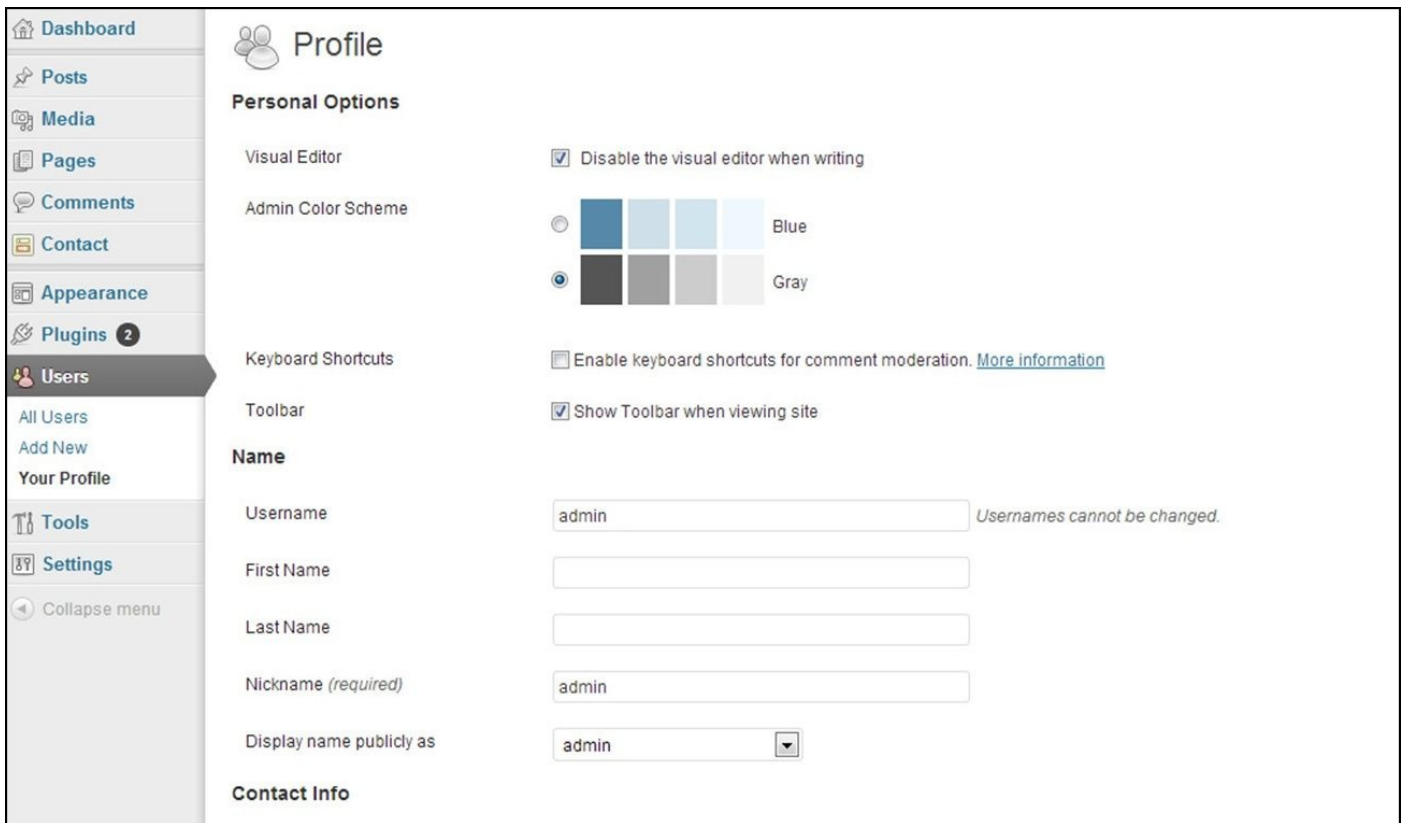 Dashboard
Posts
Media
Pages
Comments
Contact
Appearance
Plugins 2
Users
All Users
Add New
Your Profile
Tools
Settings
Collapse menu
Profile
Personal Options
Visual Editor Disable the visual editor when writing
Admin Color Scheme
Blue
Gray
Keyboard Shortcuts Enable keyboard shortcuts for comment moderation. More information
Toolbar Show Toolbar when viewing site
Name
Username admin Usernames cannot be changed.
First Name
Last Name
Nickname (required) admin
Display name publicly as admin
Contact Info